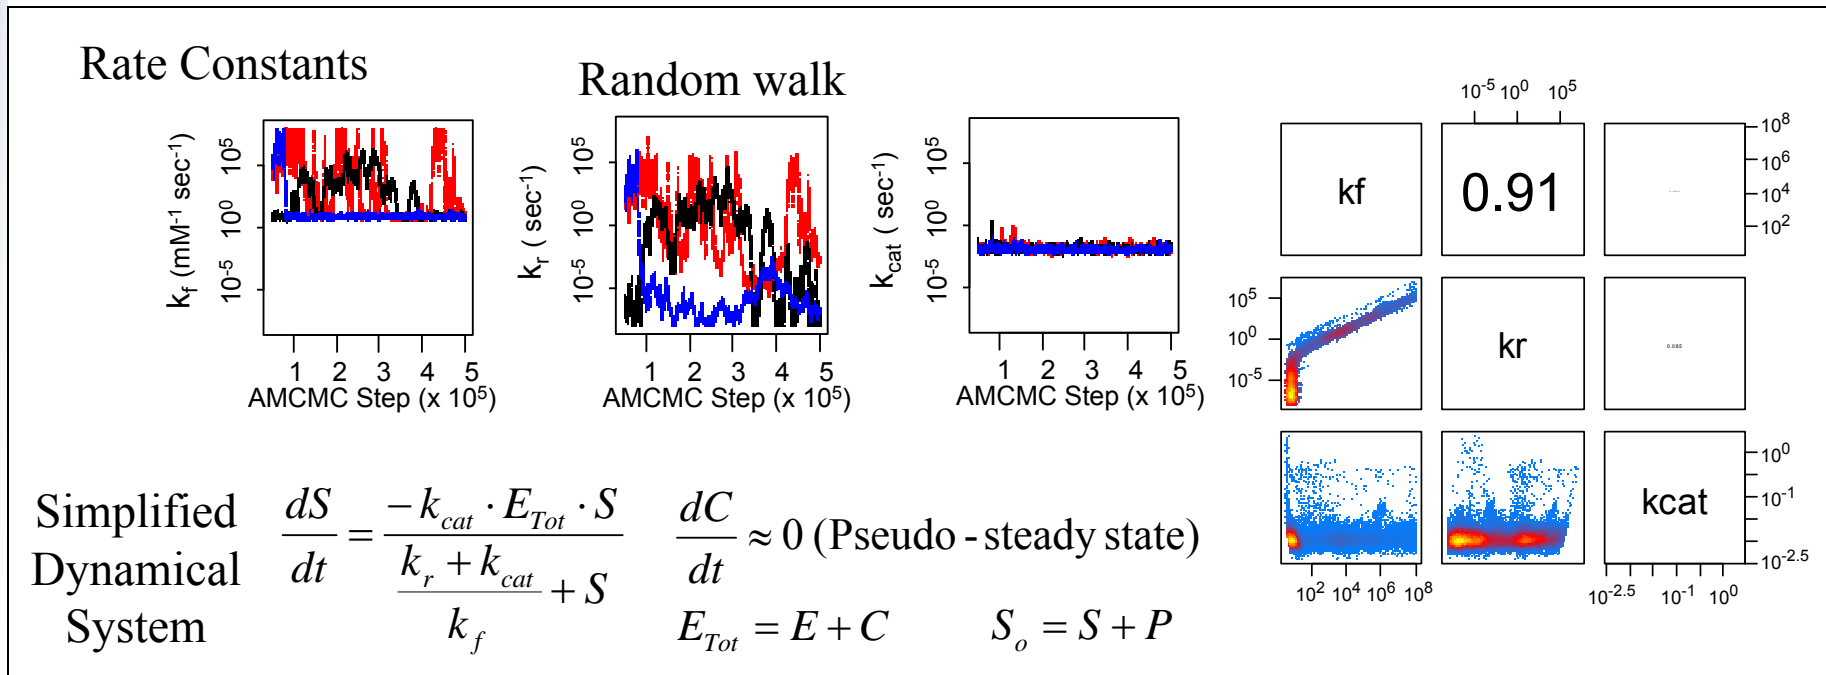 Rate Constants
Random walk
k_f (mM⁻¹ sec⁻¹)
10⁵
10⁰
10⁻⁵
1 2 3 4 5
AMCMC Step (x 10⁵)
k_r ( sec⁻¹)
10⁵
10⁰
10⁻⁵
1 2 3 4 5
AMCMC Step (x 10⁵)
k_cat ( sec⁻¹)
10⁵
10⁰
10⁻⁵
1 2 3 4 5
AMCMC Step (x 10⁵)
10⁻⁵ 10⁰ 10⁵
kf
0.91
10⁸
10⁶
10⁴
10²
10⁵
10⁰
10⁻⁵
kr
0.085
kcat
10⁰
10⁻¹
10⁻²·⁵
10² 10⁴ 10⁶ 10⁸
10⁻²·⁵ 10⁻¹ 10⁰
Simplified
Dynamical
System
dS/dt = (-k_cat · E_Tot · S) / ((k_r + k_cat)/k_f + S)
dC/dt ≈ 0 (Pseudo - steady state)
E_Tot = E + C
S_o = S + P